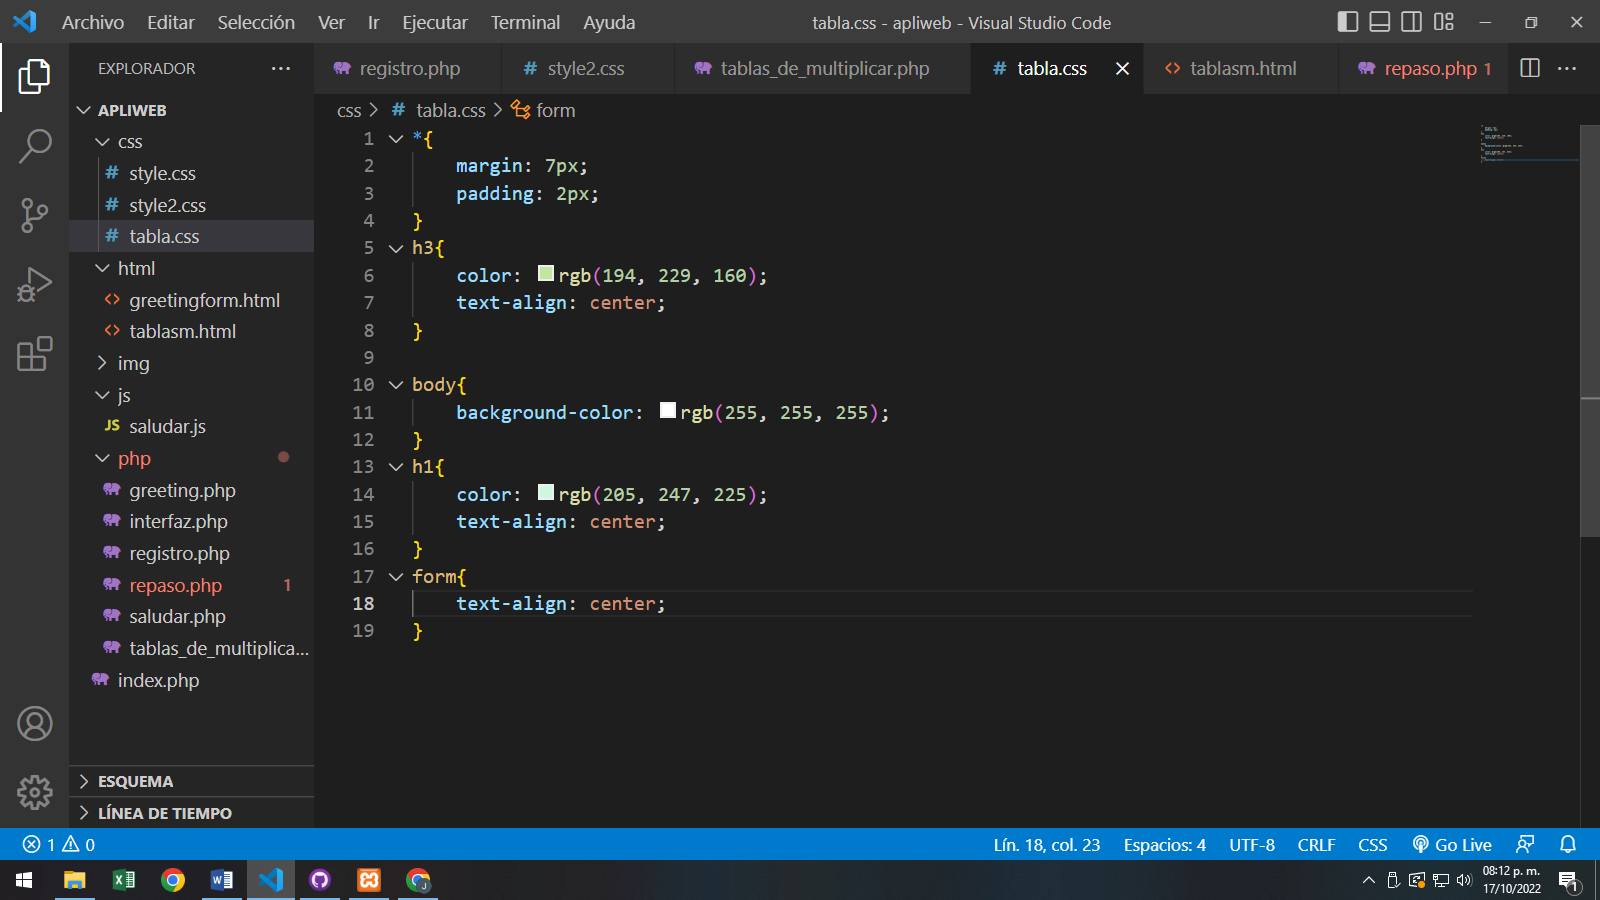 Archivo Editar Selección Ver Ir Ejecutar Terminal Ayuda
tabla.css - apliweb - Visual Studio Code
EXPLORADOR
registro.php
# style2.css
tablas_de_multiplicar.php
# tabla.css
<> tablasm.html
repaso.php 1
APLIWEB
css
# style.css
# style2.css
# tabla.css
html
<> greetingform.html
<> tablasm.html
img
js
JS saludar.js
php
greeting.php
interfaz.php
registro.php
repaso.php 1
saludar.php
tablas_de_multiplica...
index.php
ESQUEMA
LÍNEA DE TIEMPO
css > # tabla.css > form
1 *{
2 margin: 7px;
3 padding: 2px;
4 }
5 h3{
6 color: rgb(194, 229, 160);
7 text-align: center;
8 }
9
10 body{
11 background-color: rgb(255, 255, 255);
12 }
13 h1{
14 color: rgb(205, 247, 225);
15 text-align: center;
16 }
17 form{
18 text-align: center;
19 }
1 0
Lín. 18, col. 23 Espacios: 4 UTF-8 CRLF CSS Go Live
08:12 p. m.
17/10/2022
1